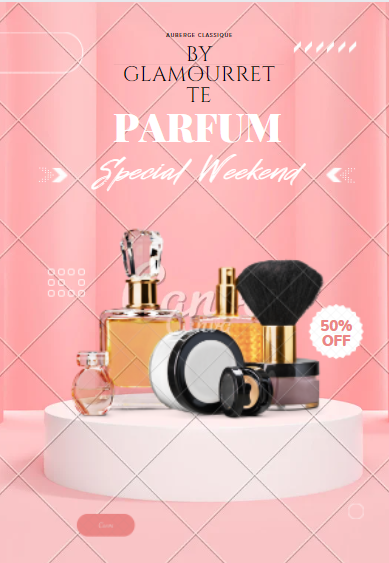 AUBERGE CLASSIQUE
BY
GLAMOURRET
TE
PARFUM
Special Weekend
50%
OFF